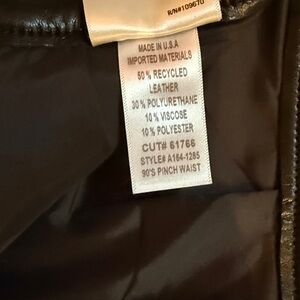 R/N#109670
MADE IN U.S.A
IMPORTED MATERIALS
50 % RECYCLED
LEATHER
30 % POLYURETHANE
10 % VISCOSE
10 % POLYESTER
CUT# 61766
STYLE# A164-1285
90'S PINCH WAIST